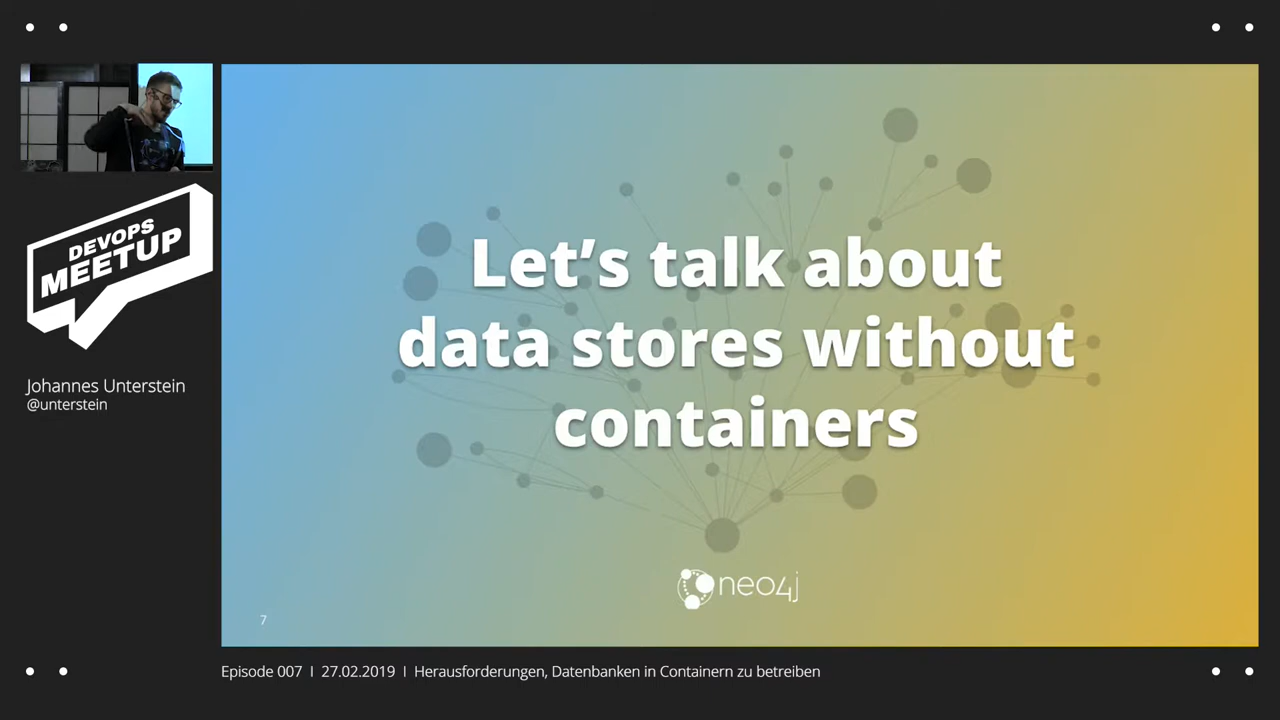 DEVOPS
MEETUP
Johannes Unterstein
@unterstein
Let's talk about
data stores without
containers
neo4j
7
Episode 007 | 27.02.2019 | Herausforderungen, Datenbanken in Containern zu betreiben